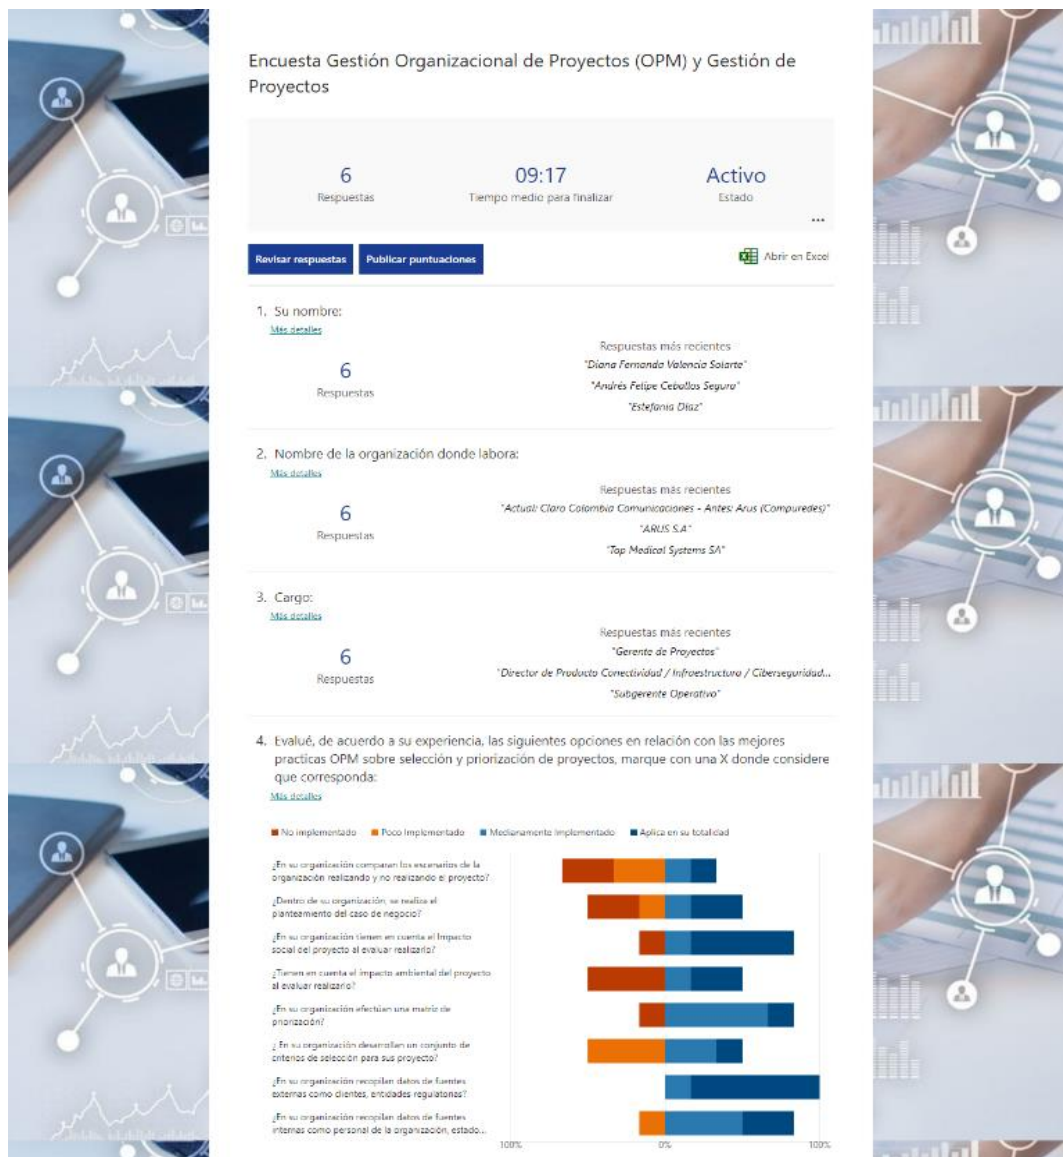 Encuesta Gestión Organizacional de Proyectos (OPM) y Gestión de
Proyectos
6
Respuestas
09:17
Tiempo medio para finalizar
Activo
Estado
...
Revisar respuestas
Publicar puntuaciones
Abrir en Excel
1. Su nombre:
Más detalles
6
Respuestas
Respuestas más recientes
"Diana Fernanda Valencia Solarte"
"Andrés Felipe Ceballos Segura"
"Estefania Díaz"
2. Nombre de la organización donde labora:
Más detalles
6
Respuestas
Respuestas más recientes
"Actual: Claro Colombia Comunicaciones - Antes: Arus (Compuredes)"
"ARUS S.A"
"Top Medical Systems SA"
3. Cargo:
Más detalles
6
Respuestas
Respuestas más recientes
"Gerente de Proyectos"
"Director de Producto Conectividad / Infraestructura / Ciberseguridad...
"Subgerente Operativo"
4. Evalué, de acuerdo a su experiencia, las siguientes opciones en relación con las mejores
practicas OPM sobre selección y priorización de proyectos, marque con una X donde considere
que corresponda:
Más detalles
No implementado
Poco Implementado
Medianamente Implementado
Aplica en su totalidad
¿En su organización comparan los escenarios de la
organización realizando y no realizando el proyecto?
¿Dentro de su organización, se realiza el
planteamiento del caso de negocio?
¿En su organización tienen en cuenta el Impacto
social del proyecto al evaluar realizarlo?
¿Tienen en cuenta el impacto ambiental del proyecto
al evaluar realizarlo?
¿En su organización efectúan una matriz de
priorización?
¿ En su organización desarrollan un conjunto de
criterios de selección para sus proyecto?
¿En su organización recopilan datos de fuentes
externas como clientes, entidades regulatorias?
¿En su organización recopilan datos de fuentes
internas como personal de la organización, estado...
100%
0%
100%